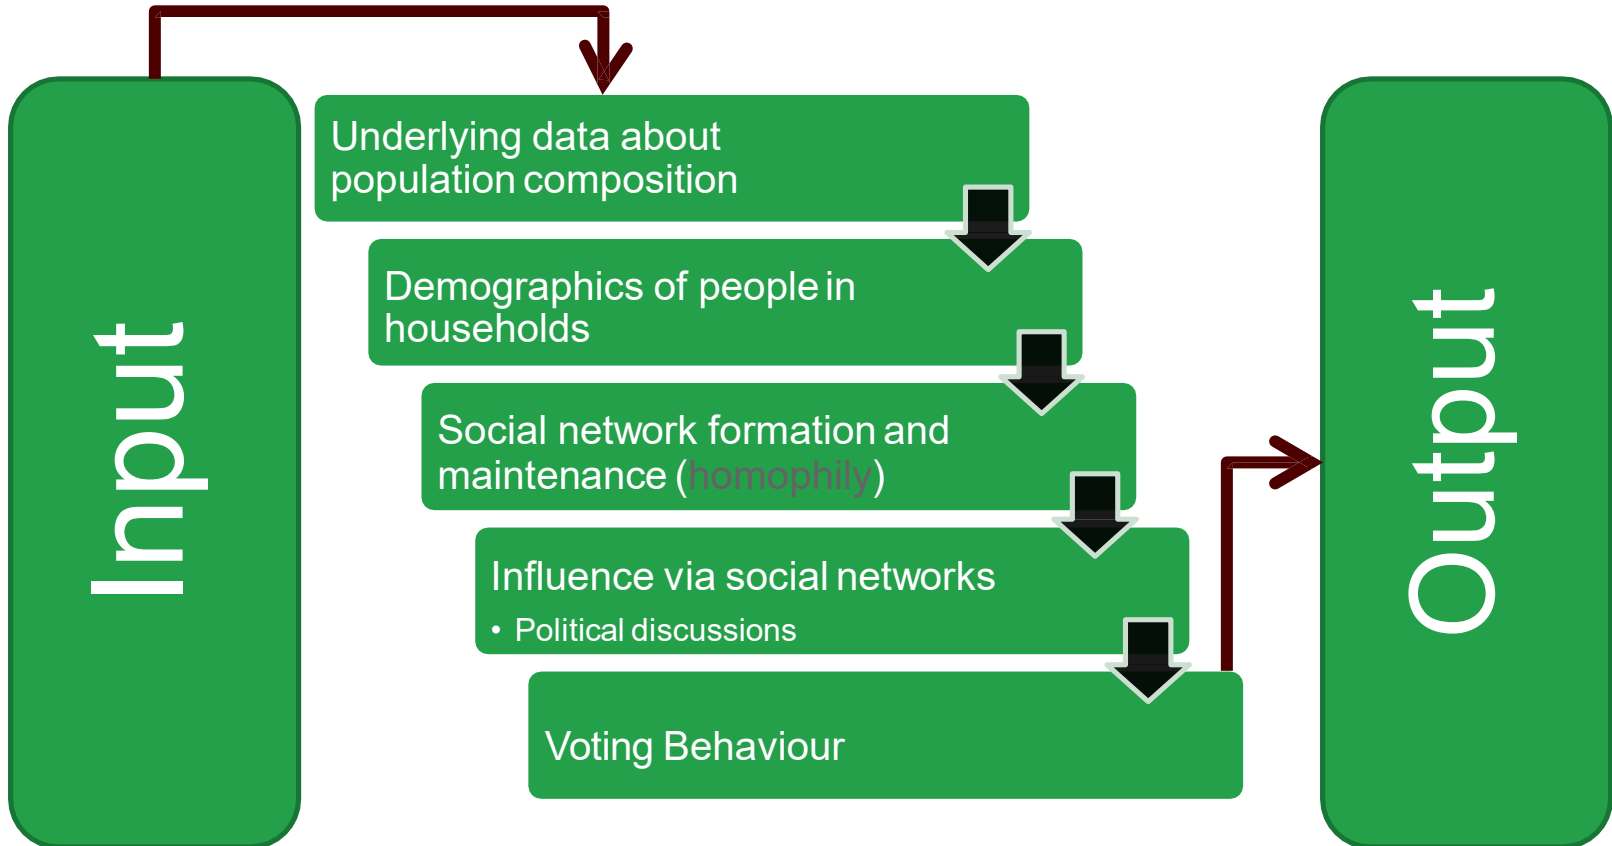 Input
Underlying data about
population composition
Demographics of people in
households
Social network formation and
maintenance (homophily)
Influence via social networks
• Political discussions
Voting Behaviour
Output